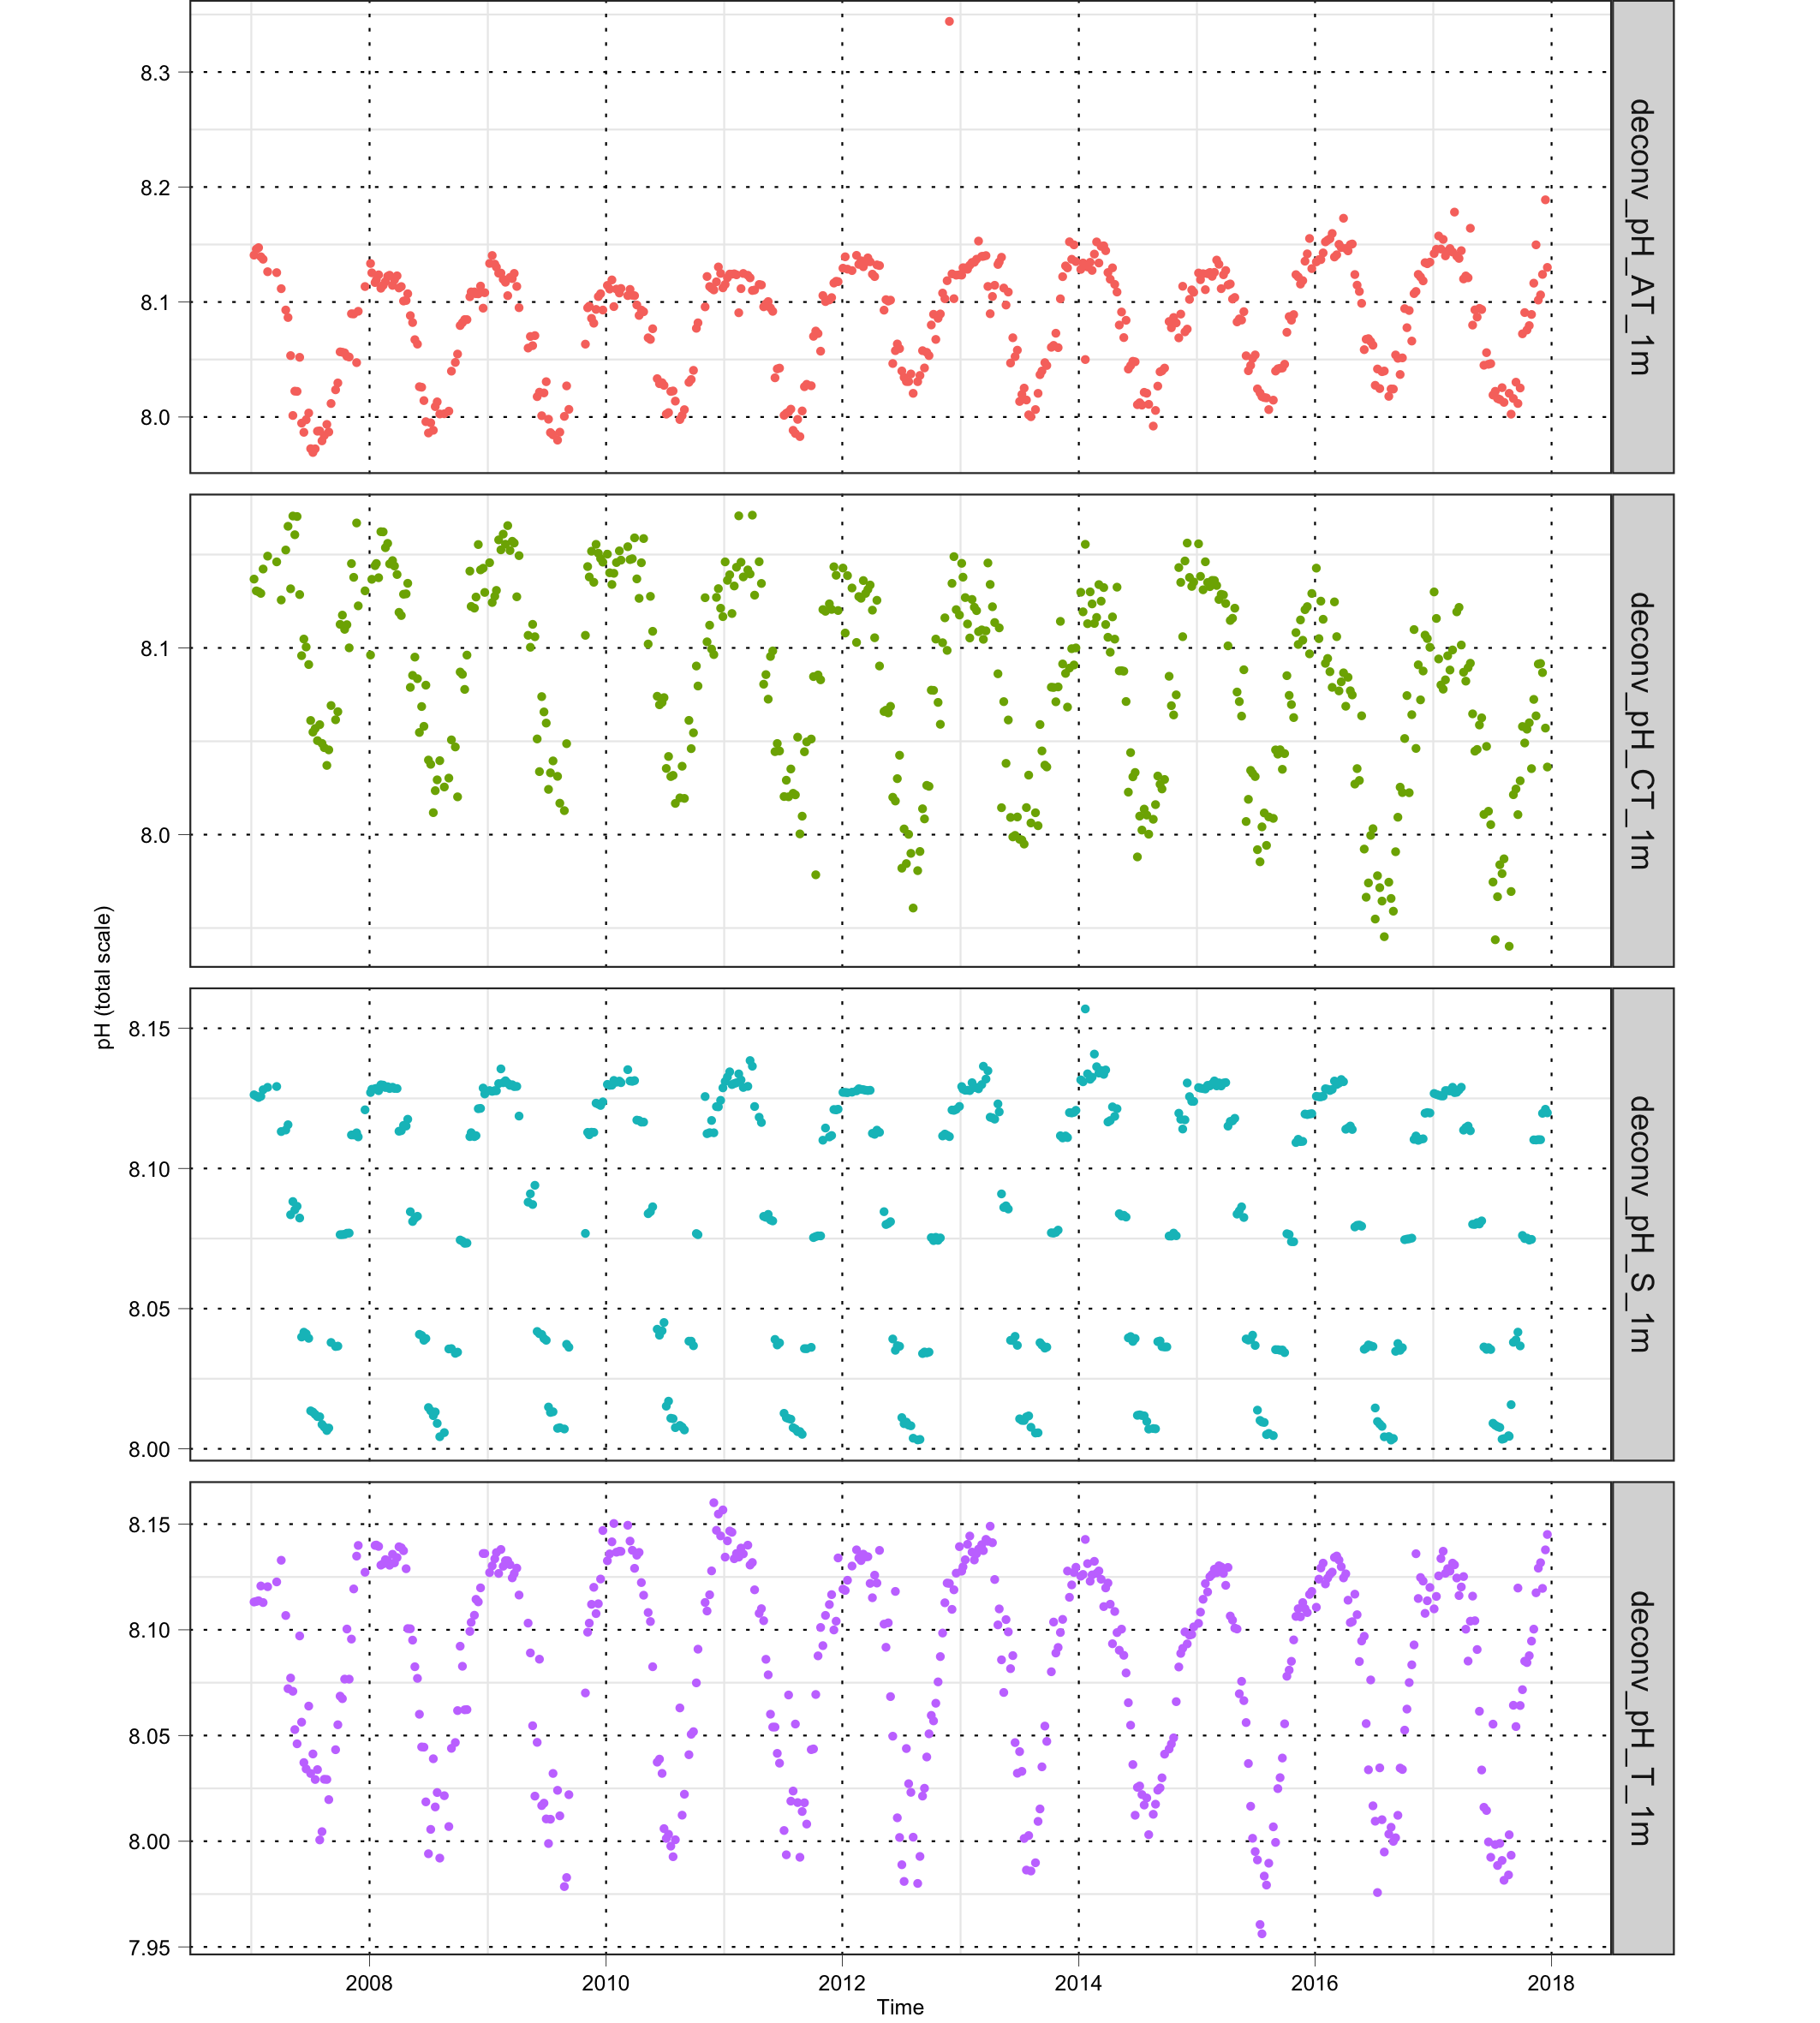 8.3
8.2
8.1
8.0
deconv_pH_AT_1m
8.1
8.0
deconv_pH_CT_1m
pH (total scale)
8.15
8.10
8.05
8.00
deconv_pH_S_1m
8.15
8.10
8.05
8.00
7.95
deconv_pH_T_1m
2008 2010 2012 2014 2016 2018
Time